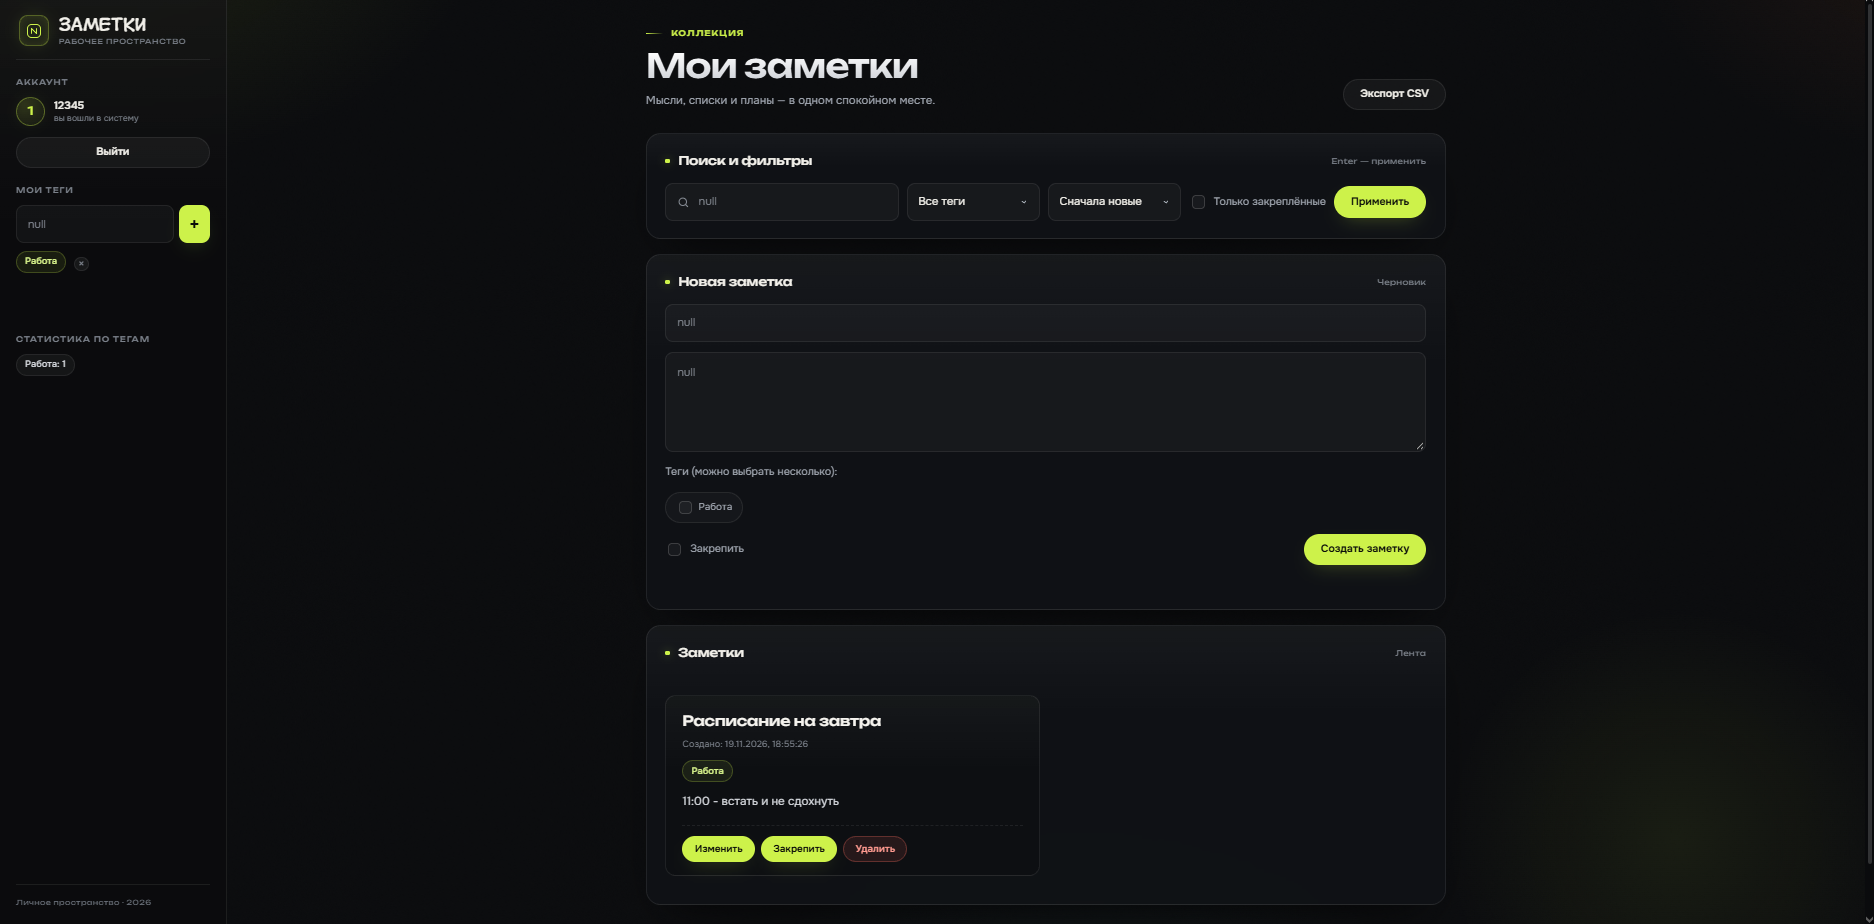 N
ЗАМЕТКИ
РАБОЧЕЕ ПРОСТРАНСТВО
АККАУНТ
1
12345
вы вошли в систему
Выйти
МОИ ТЕГИ
null
+
Работа ×
СТАТИСТИКА ПО ТЕГАМ
Работа: 1
Личное пространство · 2026
— КОЛЛЕКЦИЯ
Мои заметки
Мысли, списки и планы — в одном спокойном месте.
Экспорт CSV
Поиск и фильтры
Enter — применить
null
Все теги
Сначала новые
Только закреплённые
Применить
Новая заметка
Черновик
null
null
Теги (можно выбрать несколько):
Работа
Закрепить
Создать заметку
Заметки
Лента
Расписание на завтра
Создано: 19.11.2026, 18:55:26
Работа
11:00 - встать и не сдохнуть
Изменить
Закрепить
Удалить